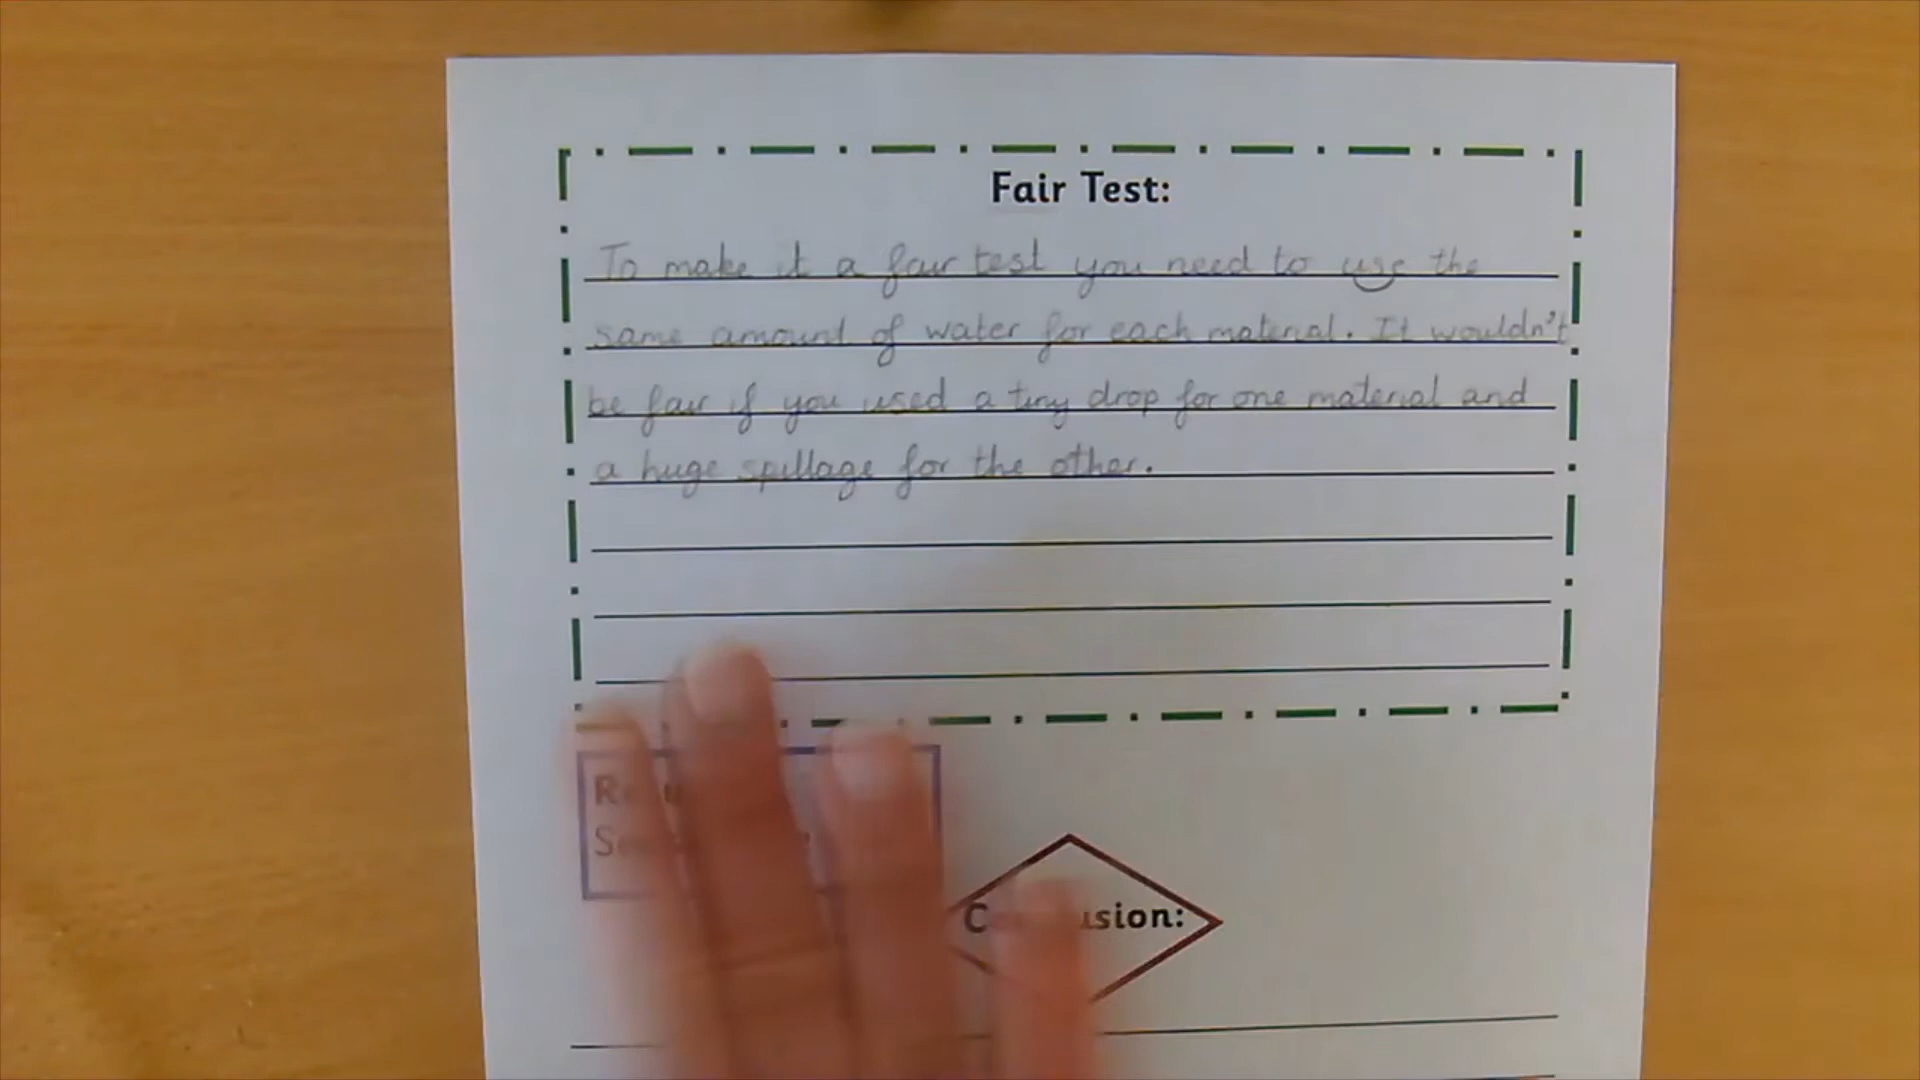 Fair Test:
To make it a fair test you need to use the
same amount of water for each material. It wouldn't
be fair if you used a tiny drop for one material and
a huge spillage for the other.